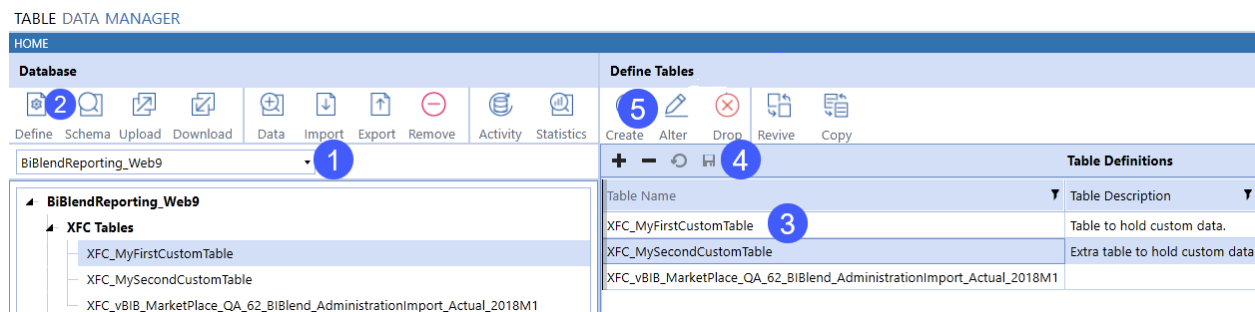 TABLE DATA MANAGER
HOME
Database
Define Tables
2
5
Define Schema Upload Download Data Import Export Remove Activity Statistics
Create Alter Drop Revive Copy
BiBlendReporting_Web9
1
4
Table Definitions
BiBlendReporting_Web9
XFC Tables
XFC_MyFirstCustomTable
XFC_MySecondCustomTable
XFC_vBIB_MarketPlace_QA_62_BIBlend_AdministrationImport_Actual_2018M1
Table Name Table Description
XFC_MyFirstCustomTable 3 Table to hold custom data.
XFC_MySecondCustomTable Extra table to hold custom data
XFC_vBIB_MarketPlace_QA_62_BIBlend_AdministrationImport_Actual_2018M1